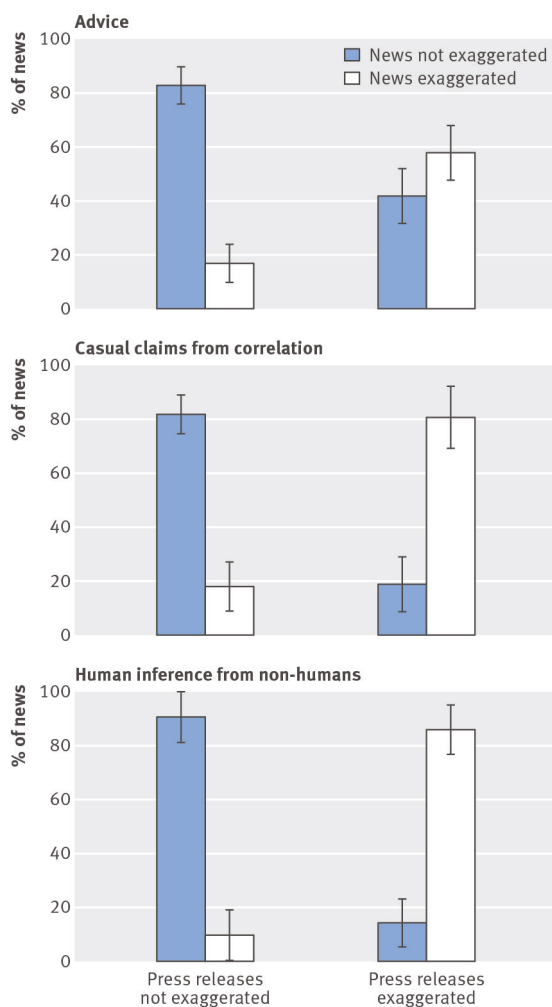 Advice
% of news
100
80
60
40
20
0
News not exaggerated
News exaggerated
Casual claims from correlation
% of news
100
80
60
40
20
0
Human inference from non-humans
% of news
100
80
60
40
20
0
Press releases
not exaggerated
Press releases
exaggerated